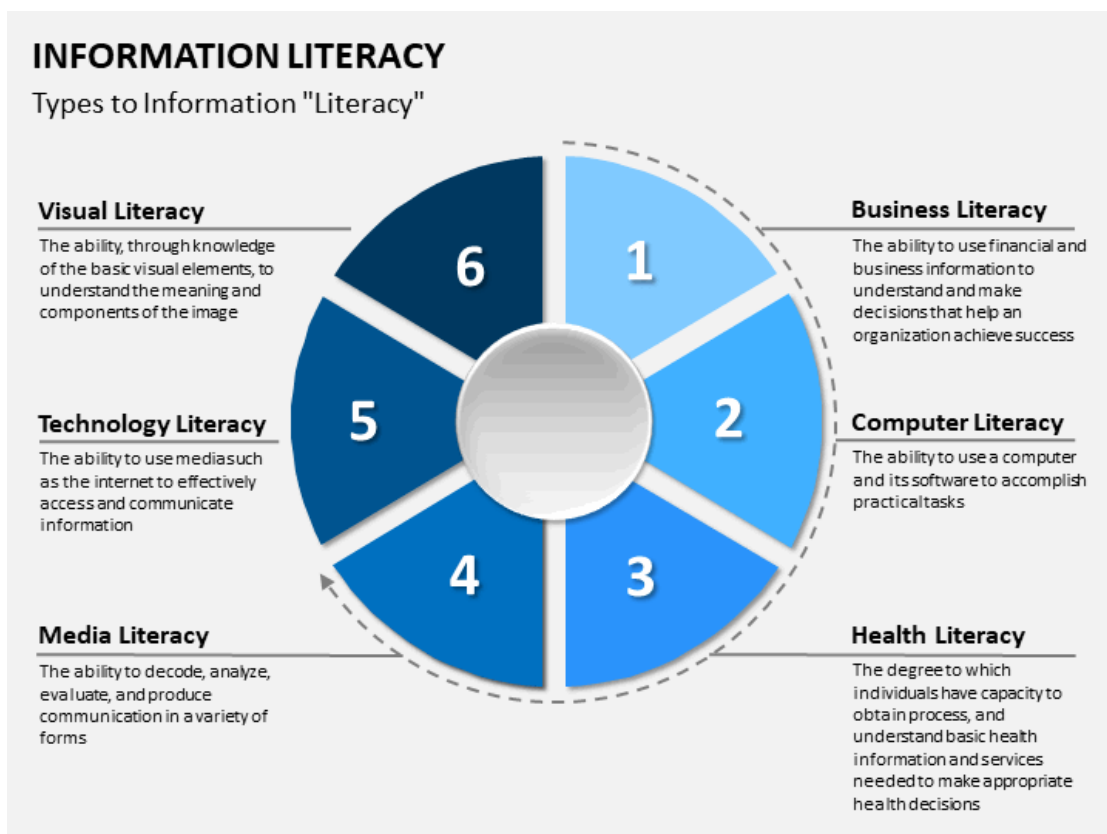 INFORMATION LITERACY
Types to Information "Literacy"
Visual Literacy
The ability, through knowledge
of the basic visual elements, to
understand the meaning and
components of the image
Technology Literacy
The ability to use media such
as the internet to effectively
access and communicate
information
Media Literacy
The ability to decode, analyze,
evaluate, and produce
communication in a variety of
forms
6
1
5
2
4
3
Business Literacy
The ability to use financial and
business information to
understand and make
decisions that help an
organization achieve success
Computer Literacy
The ability to use a computer
and its software to accomplish
practical tasks
Health Literacy
The degree to which
individuals have capacity to
obtain process, and
understand basic health
information and services
needed to make appropriate
health decisions